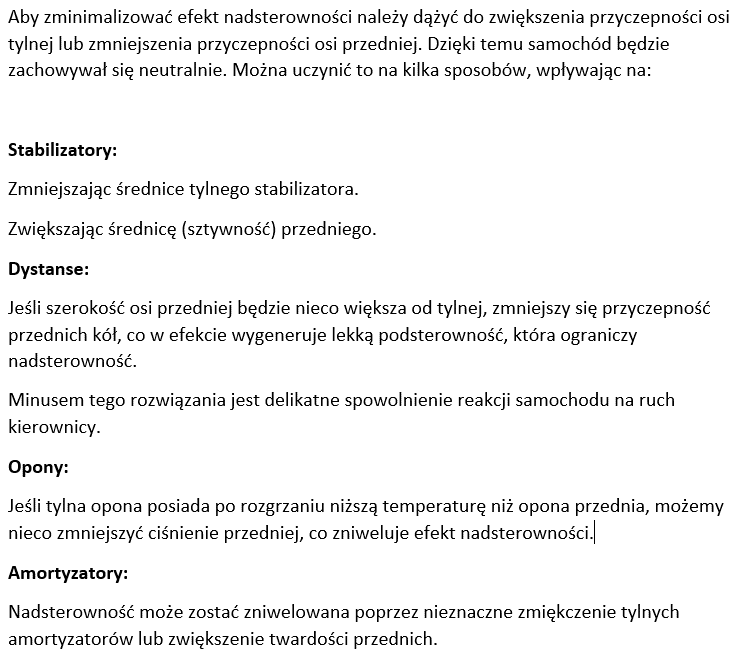 Aby zminimalizować efekt nadsterowności należy dążyć do zwiększenia przyczepności osi
tylnej lub zmniejszenia przyczepności osi przedniej. Dzięki temu samochód będzie
zachowywał się neutralnie. Można uczynić to na kilka sposobów, wpływając na:
Stabilizatory:
Zmniejszając średnice tylnego stabilizatora.
Zwiększając średnicę (sztywność) przedniego.
Dystanse:
Jeśli szerokość osi przedniej będzie nieco większa od tylnej, zmniejszy się przyczepność
przednich kół, co w efekcie wygeneruje lekką podsterowność, która ograniczy
nadsterowność.
Minusem tego rozwiązania jest delikatne spowolnienie reakcji samochodu na ruch
kierownicy.
Opony:
Jeśli tylna opona posiada po rozgrzaniu niższą temperaturę niż opona przednia, możemy
nieco zmniejszyć ciśnienie przedniej, co zniweluje efekt nadsterowności.
Amortyzatory:
Nadsterowność może zostać zniwelowana poprzez nieznaczne zmiękczenie tylnych
amortyzatorów lub zwiększenie twardości przednich.